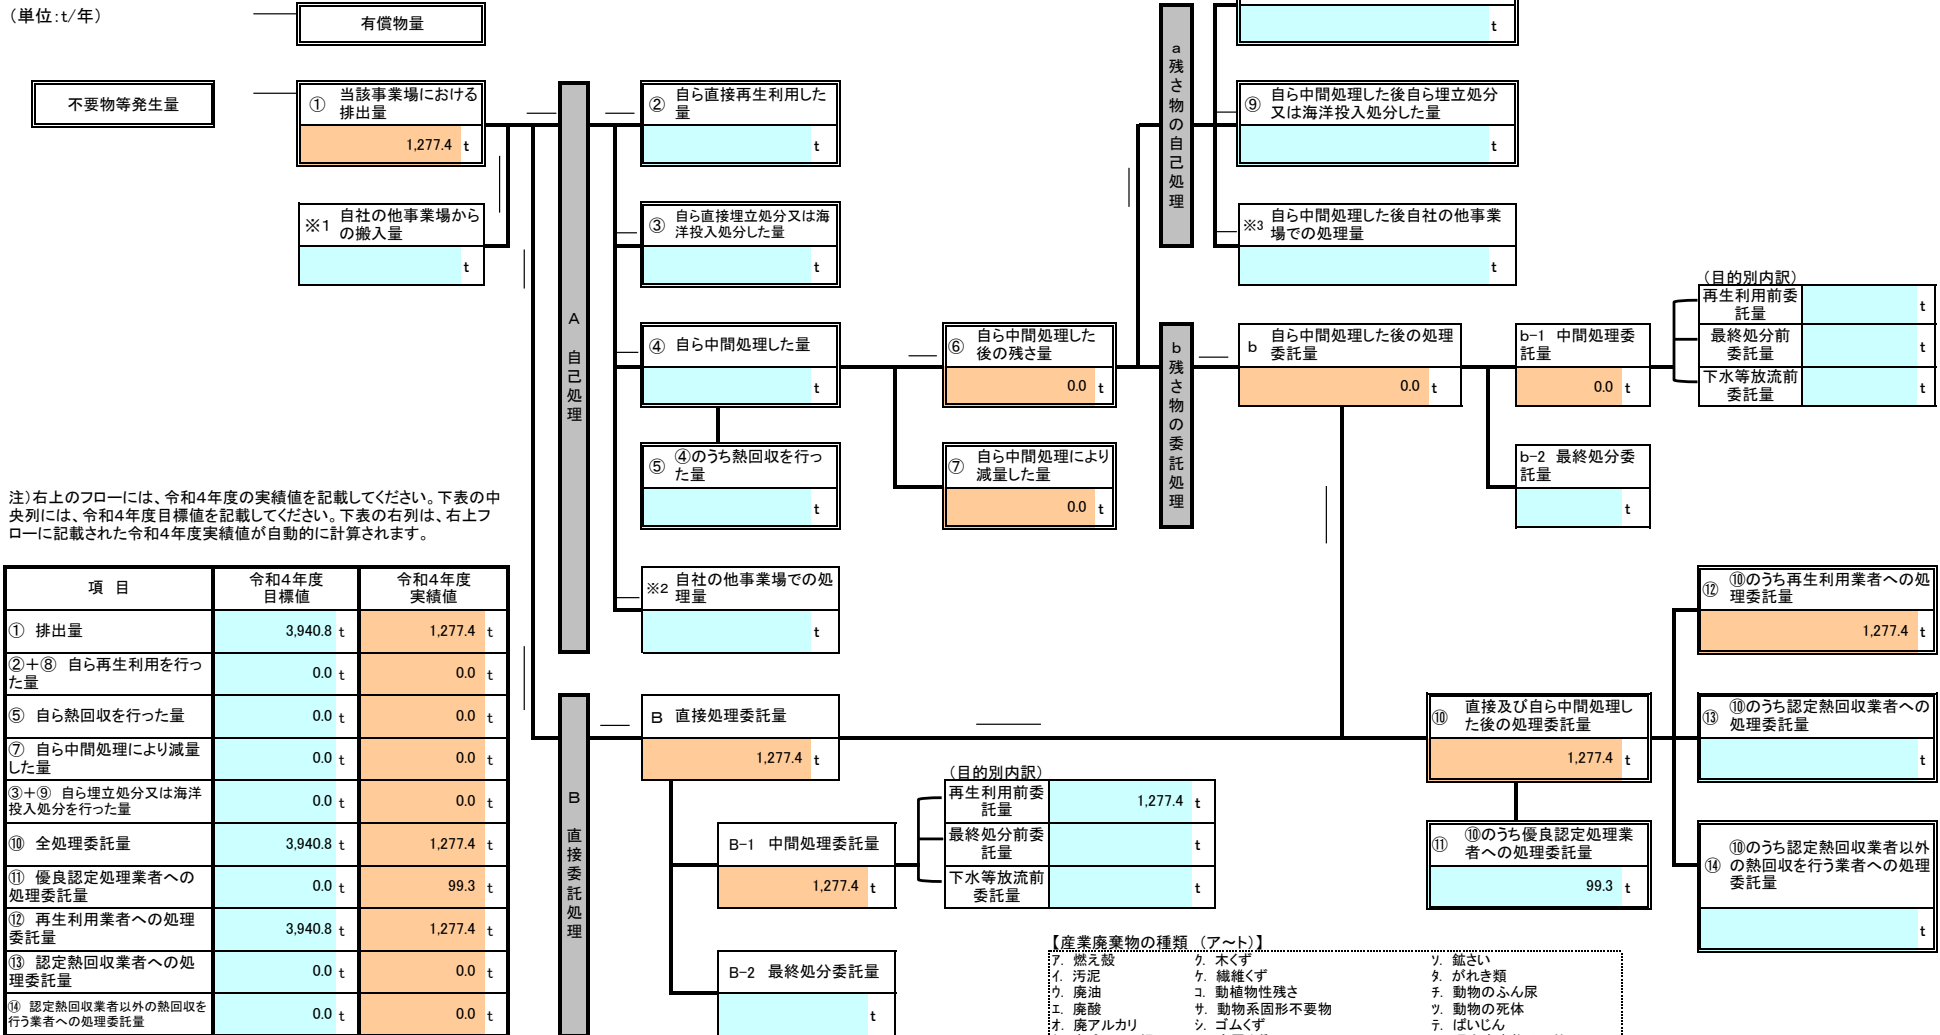 (単位:t/年)
有償物量
t
不要物等発生量
① 当該事業場における
排出量
1,277.4 t
※1 自社の他事業場から
の搬入量
t
A 自己処理
② 自ら直接再生利用した
量
t
③ 自ら直接埋立処分又は海
洋投入処分した量
t
④ 自ら中間処理した量
t
⑤ ④のうち熱回収を行っ
た量
t
※2 自社の他事業場での処
理量
t
⑥ 自ら中間処理した
後の残さ量
0.0 t
⑦ 自ら中間処理により
減量した量
0.0 t
a 残さ物の自己処理
⑨ 自ら中間処理した後自ら埋立処分
又は海洋投入処分した量
t
※3 自ら中間処理した後自社の他事業
場での処理量
t
b 残さ物の委託処理
b 自ら中間処理した後の処理
委託量
0.0 t
b-1 中間処理委
託量
0.0 t
b-2 最終処分委
託量
t
(目的別内訳)
再生利用前委
託量
t
最終処分前
委託量
t
下水等放流前
委託量
t
注)右上のフローには、令和4年度の実績値を記載してください。下表の中
央列には、令和4年度目標値を記載してください。下表の右列は、右上フ
ローに記載された令和4年度実績値が自動的に計算されます。
項 目 令和4年度
目標値 令和4年度
実績値
① 排出量 3,940.8 t 1,277.4 t
②+⑧ 自ら再生利用を行っ
た量 0.0 t 0.0 t
⑤ 自ら熱回収を行った量 0.0 t 0.0 t
⑦ 自ら中間処理により減量
した量 0.0 t 0.0 t
③+⑨ 自ら埋立処分又は海洋
投入処分を行った量 0.0 t 0.0 t
⑩ 全処理委託量 3,940.8 t 1,277.4 t
⑪ 優良認定処理業者への
処理委託量 0.0 t 99.3 t
⑫ 再生利用業者への処理
委託量 3,940.8 t 1,277.4 t
⑬ 認定熱回収業者への処
理委託量 0.0 t 0.0 t
⑭ 認定熱回収業者以外の熱回収を
行う業者への処理委託量 0.0 t 0.0 t
B 直接委託処理
B 直接処理委託量
1,277.4 t
B-1 中間処理委託量
1,277.4 t
B-2 最終処分委託量
t
(目的別内訳)
再生利用前委
託量
1,277.4 t
最終処分前委
託量
t
下水等放流前
委託量
t
⑩ 直接及び自ら中間処理し
た後の処理委託量
1,277.4 t
⑪ ⑩のうち優良認定処理業
者への処理委託量
99.3 t
⑫ ⑩のうち再生利用業者への処
理委託量
1,277.4 t
⑬ ⑩のうち認定熱回収業者への
処理委託量
t
⑭ ⑩のうち認定熱回収業者以外
の熱回収を行う業者への処理
委託量
t
【産業廃棄物の種類 (ア~ト)】
ア. 燃え殻 ク. 木くず ソ. 鉱さい
イ. 汚泥 ケ. 繊維くず タ. がれき類
ウ. 廃油 コ. 動植物性残さ チ. 動物のふん尿
エ. 廃酸 サ. 動物系固形不要物 ツ. 動物の死体
オ. 廃アルカリ シ. ゴムくず テ. ばいじん